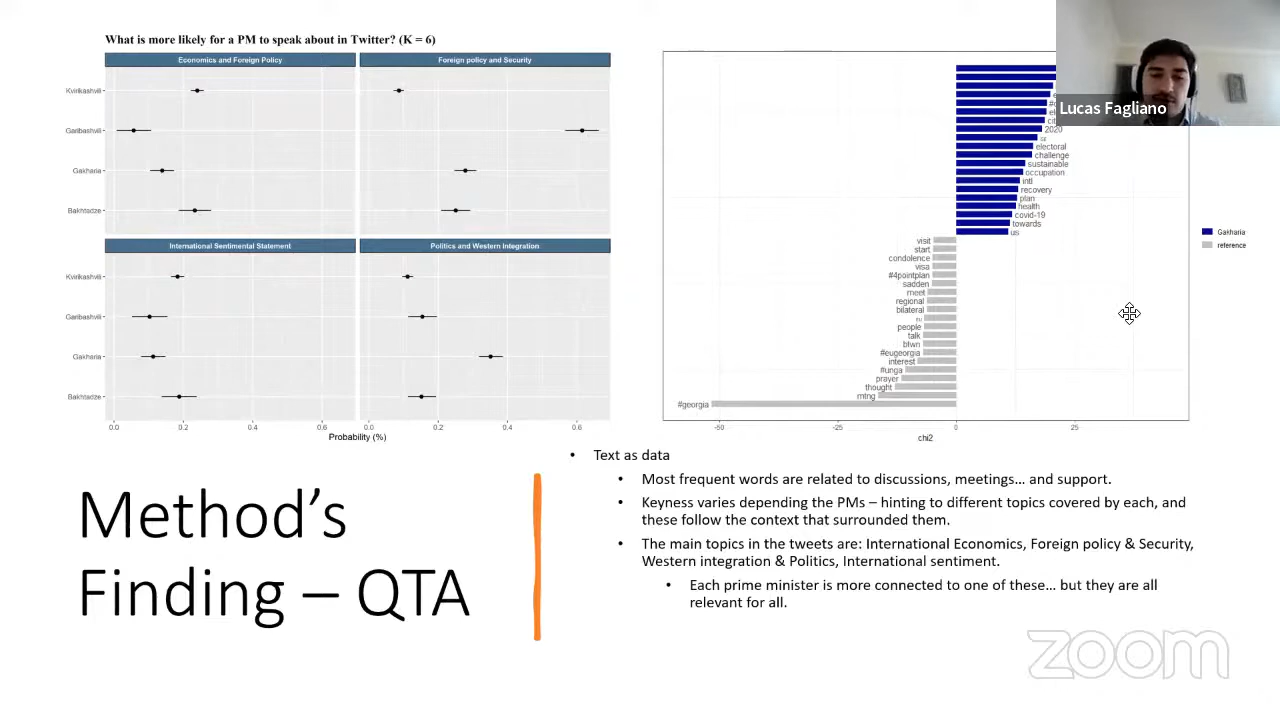 What is more likely for a PM to speak about in Twitter? (K = 6)
Economics and Foreign Policy
Foreign policy and Security
Kvirikashvili
Garibashvili
Gakharia
Bakhtadze
International Sentimental Statement
Politics and Western Integration
Kvirikashvili
Garibashvili
Gakharia
Bakhtadze
0.0 0.2 0.4 0.6 0.0 0.2 0.4 0.6
Probability (%)
Lucas Fagliano
2020
electoral
challenge
sustainable
occupation
intl
recovery
plan
health
covid-19
towards
us
visit
start
condolence
visa
#4pointplan
sadden
meet
regional
bilateral
people
talk
btwn
#eugeorgia
interest
#unga
prayer
thought
mtng
#georgia
-50 -25 0 25
chi2
Gakharia
reference
Method's
Finding – QTA
• Text as data
• Most frequent words are related to discussions, meetings... and support.
• Keyness varies depending the PMs – hinting to different topics covered by each, and
these follow the context that surrounded them.
• The main topics in the tweets are: International Economics, Foreign policy & Security,
Western integration & Politics, International sentiment.
• Each prime minister is more connected to one of these... but they are all
relevant for all.
zoom